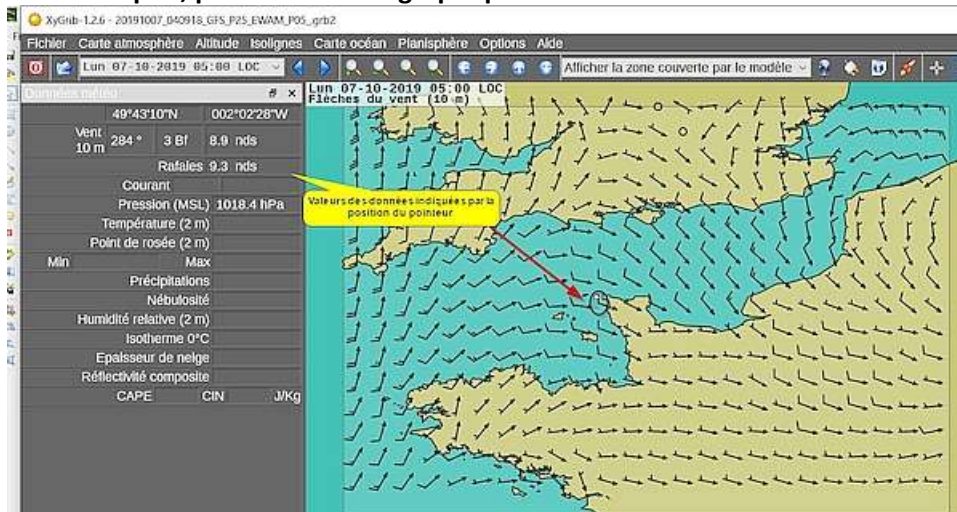 XyGrib-1.2.6 - 20191007_040918_GFS_P25_EWAM_P05_.grb2
Fichier Carte atmosphère Altitude Isolignes Carte océan Planisphère Options Aide
Lun 07-10-2019 05:00 LOC
Afficher la zone couverte par le modèle
Données météo
Lun 07-10-2019 05:00 LOC
Flèches du vent (10 m)
49°43'10"N 002°02'28"W
Vent 10 m 284 ° 3 Bf 8.9 nds
Rafales 9.3 nds
Courant
Pression (MSL) 1018.4 hPa
Valeurs des données indiquées par la
position du pointeur
Température (2 m)
Point de rosée (2 m)
Min Max
Précipitations
Nébulosité
Humidité relative (2 m)
Isotherme 0°C
Epaisseur de neige
Réflectivité composite
CAPE CIN J/Kg